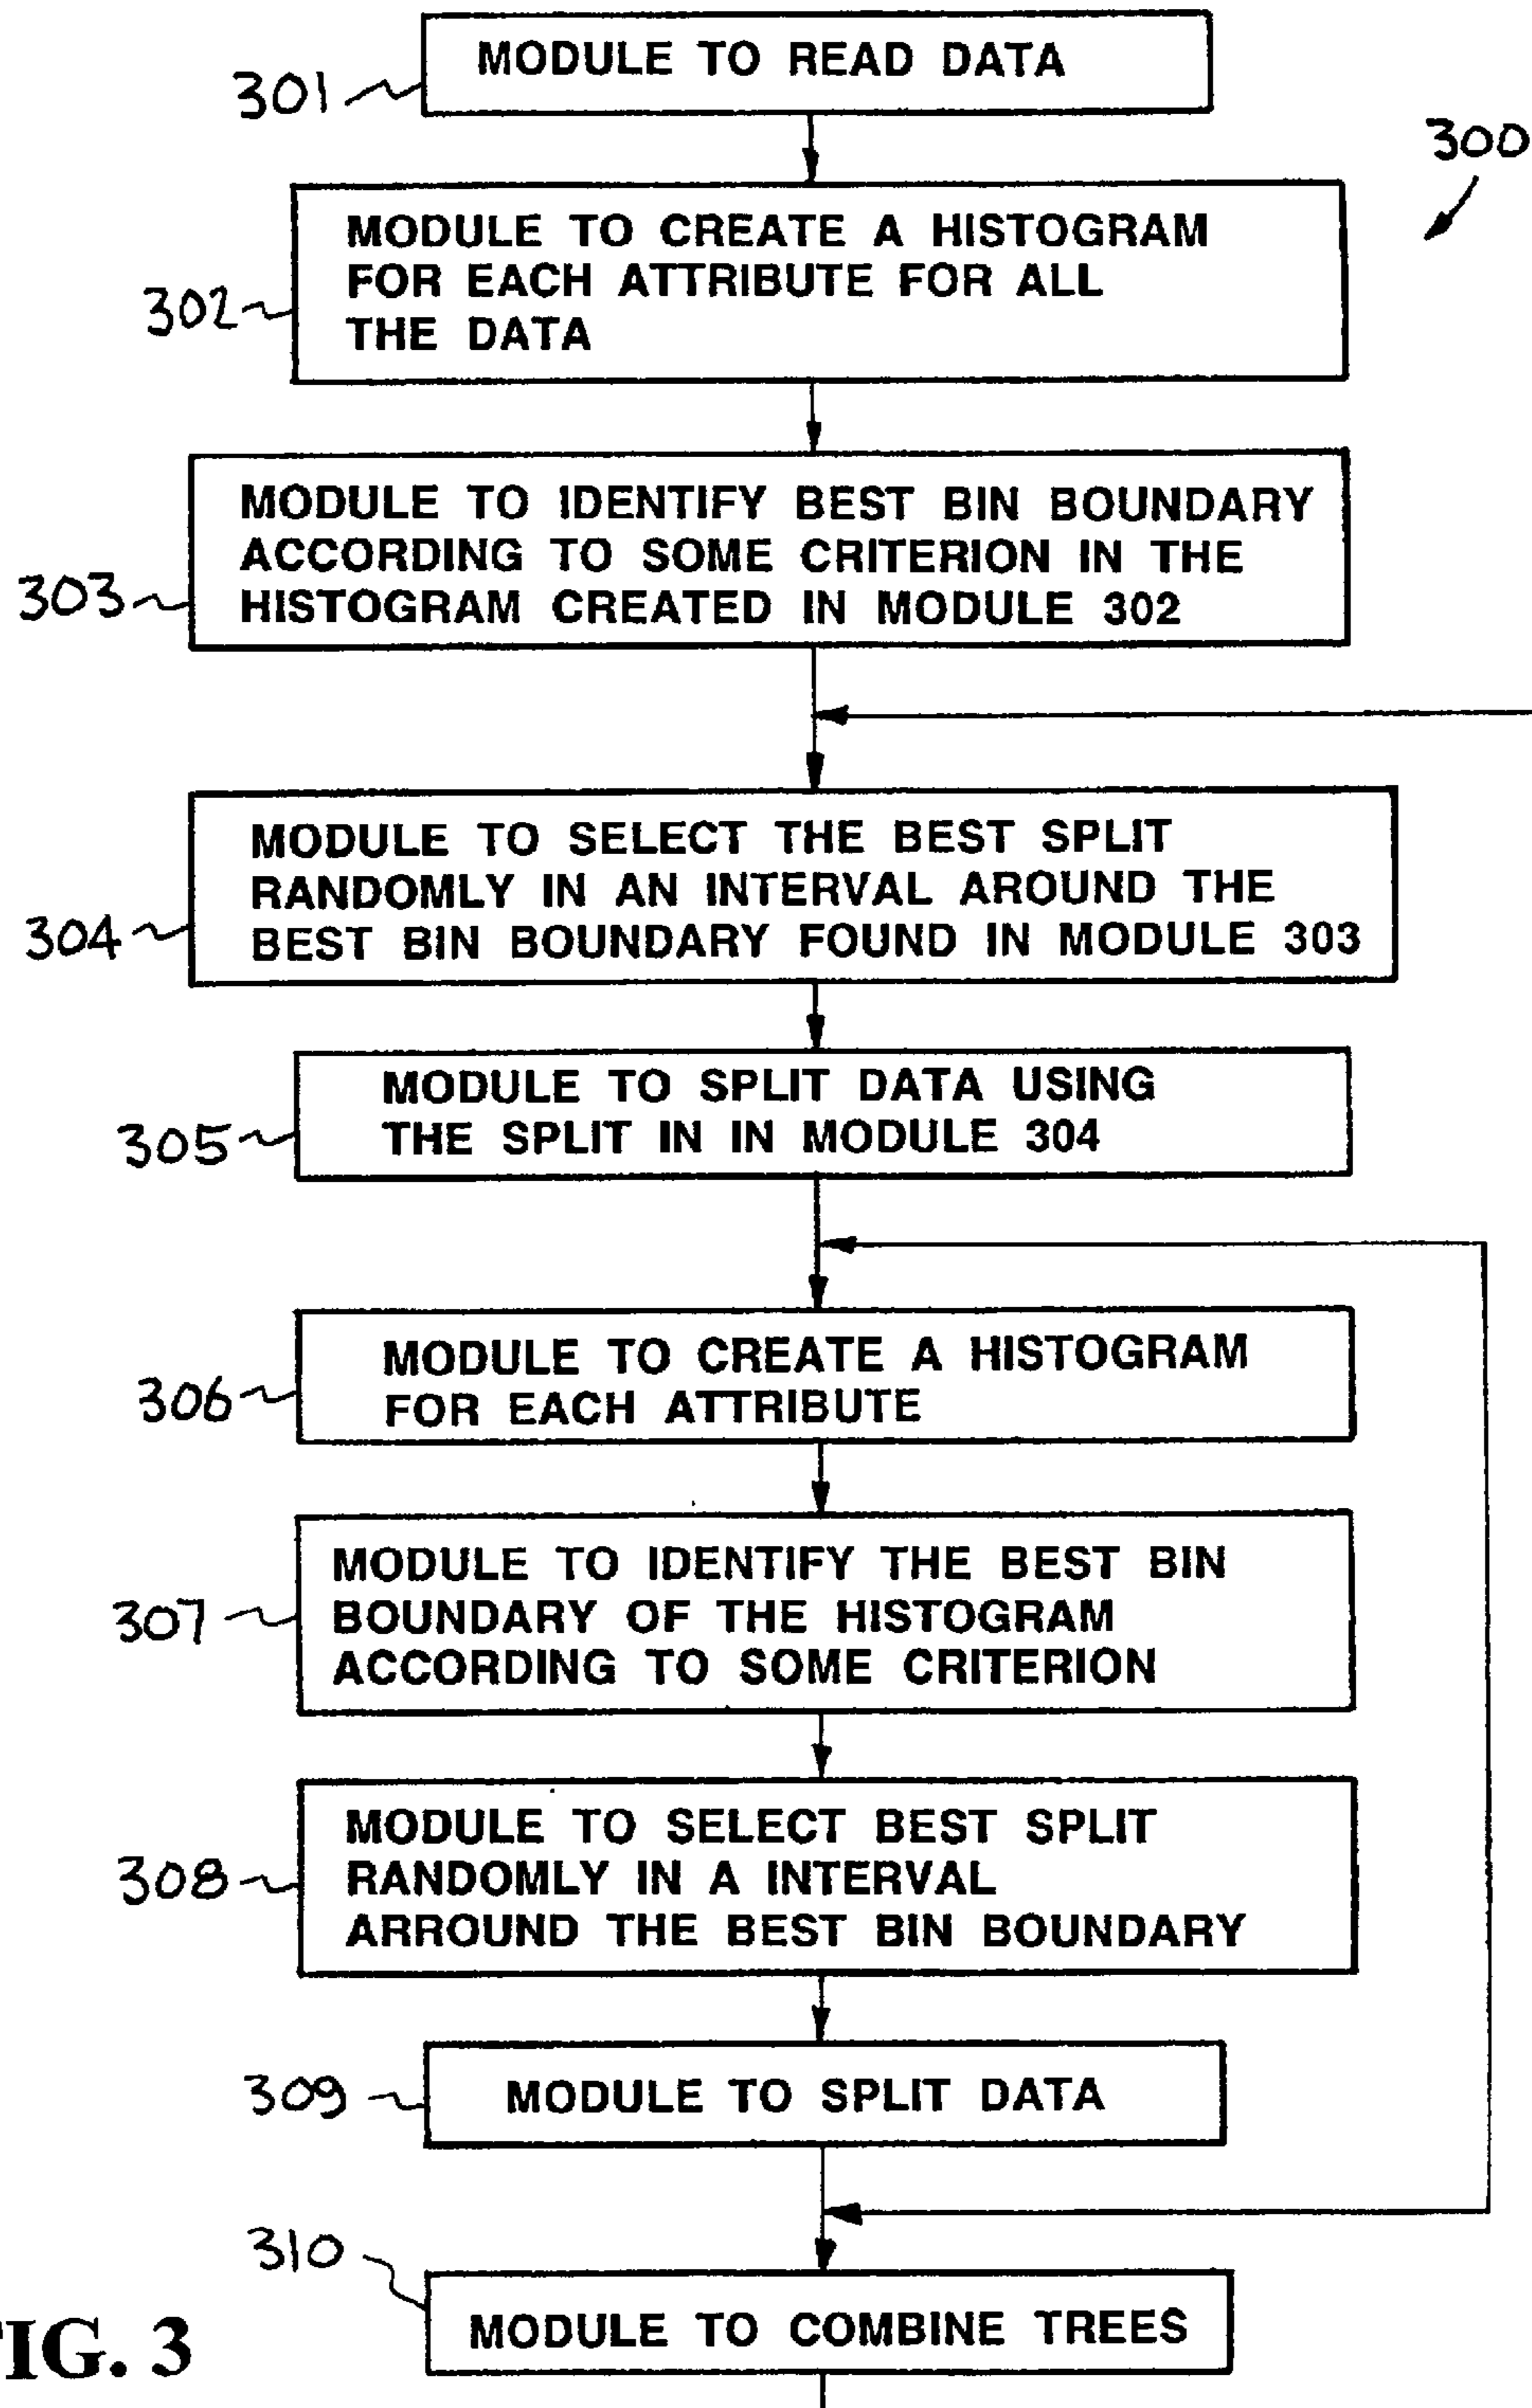 301
MODULE TO READ DATA
300
302
MODULE TO CREATE A HISTOGRAM
FOR EACH ATTRIBUTE FOR ALL
THE DATA
303
MODULE TO IDENTIFY BEST BIN BOUNDARY
ACCORDING TO SOME CRITERION IN THE
HISTOGRAM CREATED IN MODULE 302
304
MODULE TO SELECT THE BEST SPLIT
RANDOMLY IN AN INTERVAL AROUND THE
BEST BIN BOUNDARY FOUND IN MODULE 303
305
MODULE TO SPLIT DATA USING
THE SPLIT IN IN MODULE 304
306
MODULE TO CREATE A HISTOGRAM
FOR EACH ATTRIBUTE
307
MODULE TO IDENTIFY THE BEST BIN
BOUNDARY OF THE HISTOGRAM
ACCORDING TO SOME CRITERION
308
MODULE TO SELECT BEST SPLIT
RANDOMLY IN A INTERVAL
ARROUND THE BEST BIN BOUNDARY
309
MODULE TO SPLIT DATA
310
MODULE TO COMBINE TREES
IG. 3